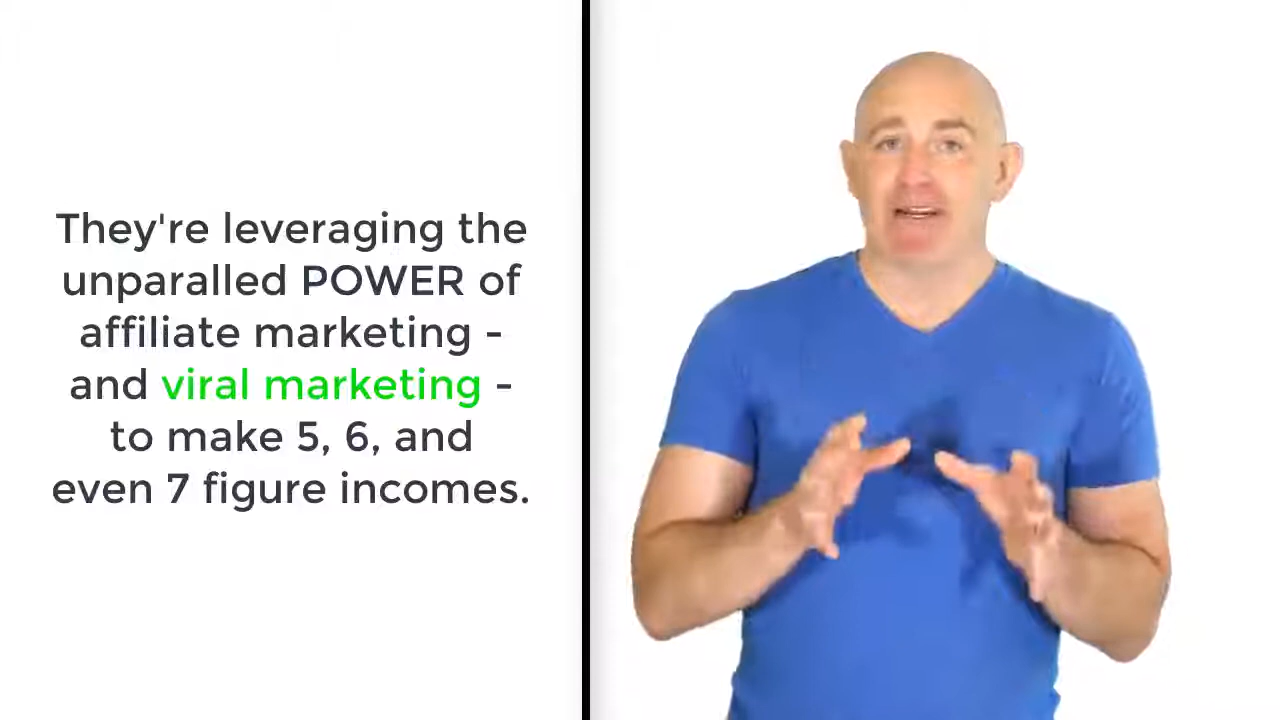 They're leveraging the
unparalled POWER of
affiliate marketing -
and viral marketing -
to make 5, 6, and
even 7 figure incomes.